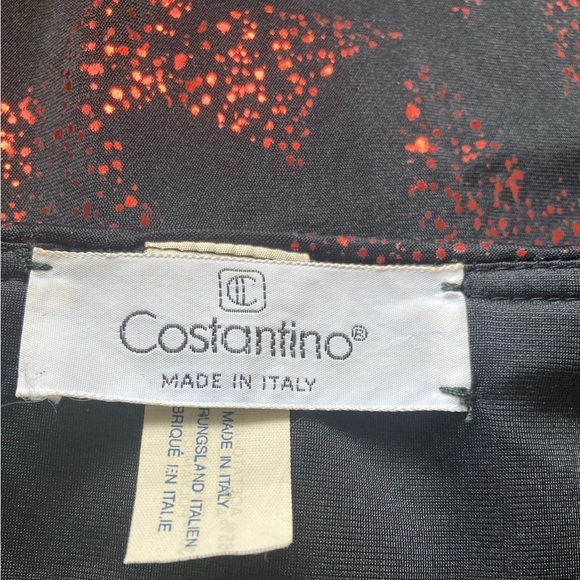 Costantino®
MADE IN ITALY
MADE IN ITALY
RUNGSLAND ITALIEN
BRIQUÉ EN ITALIE